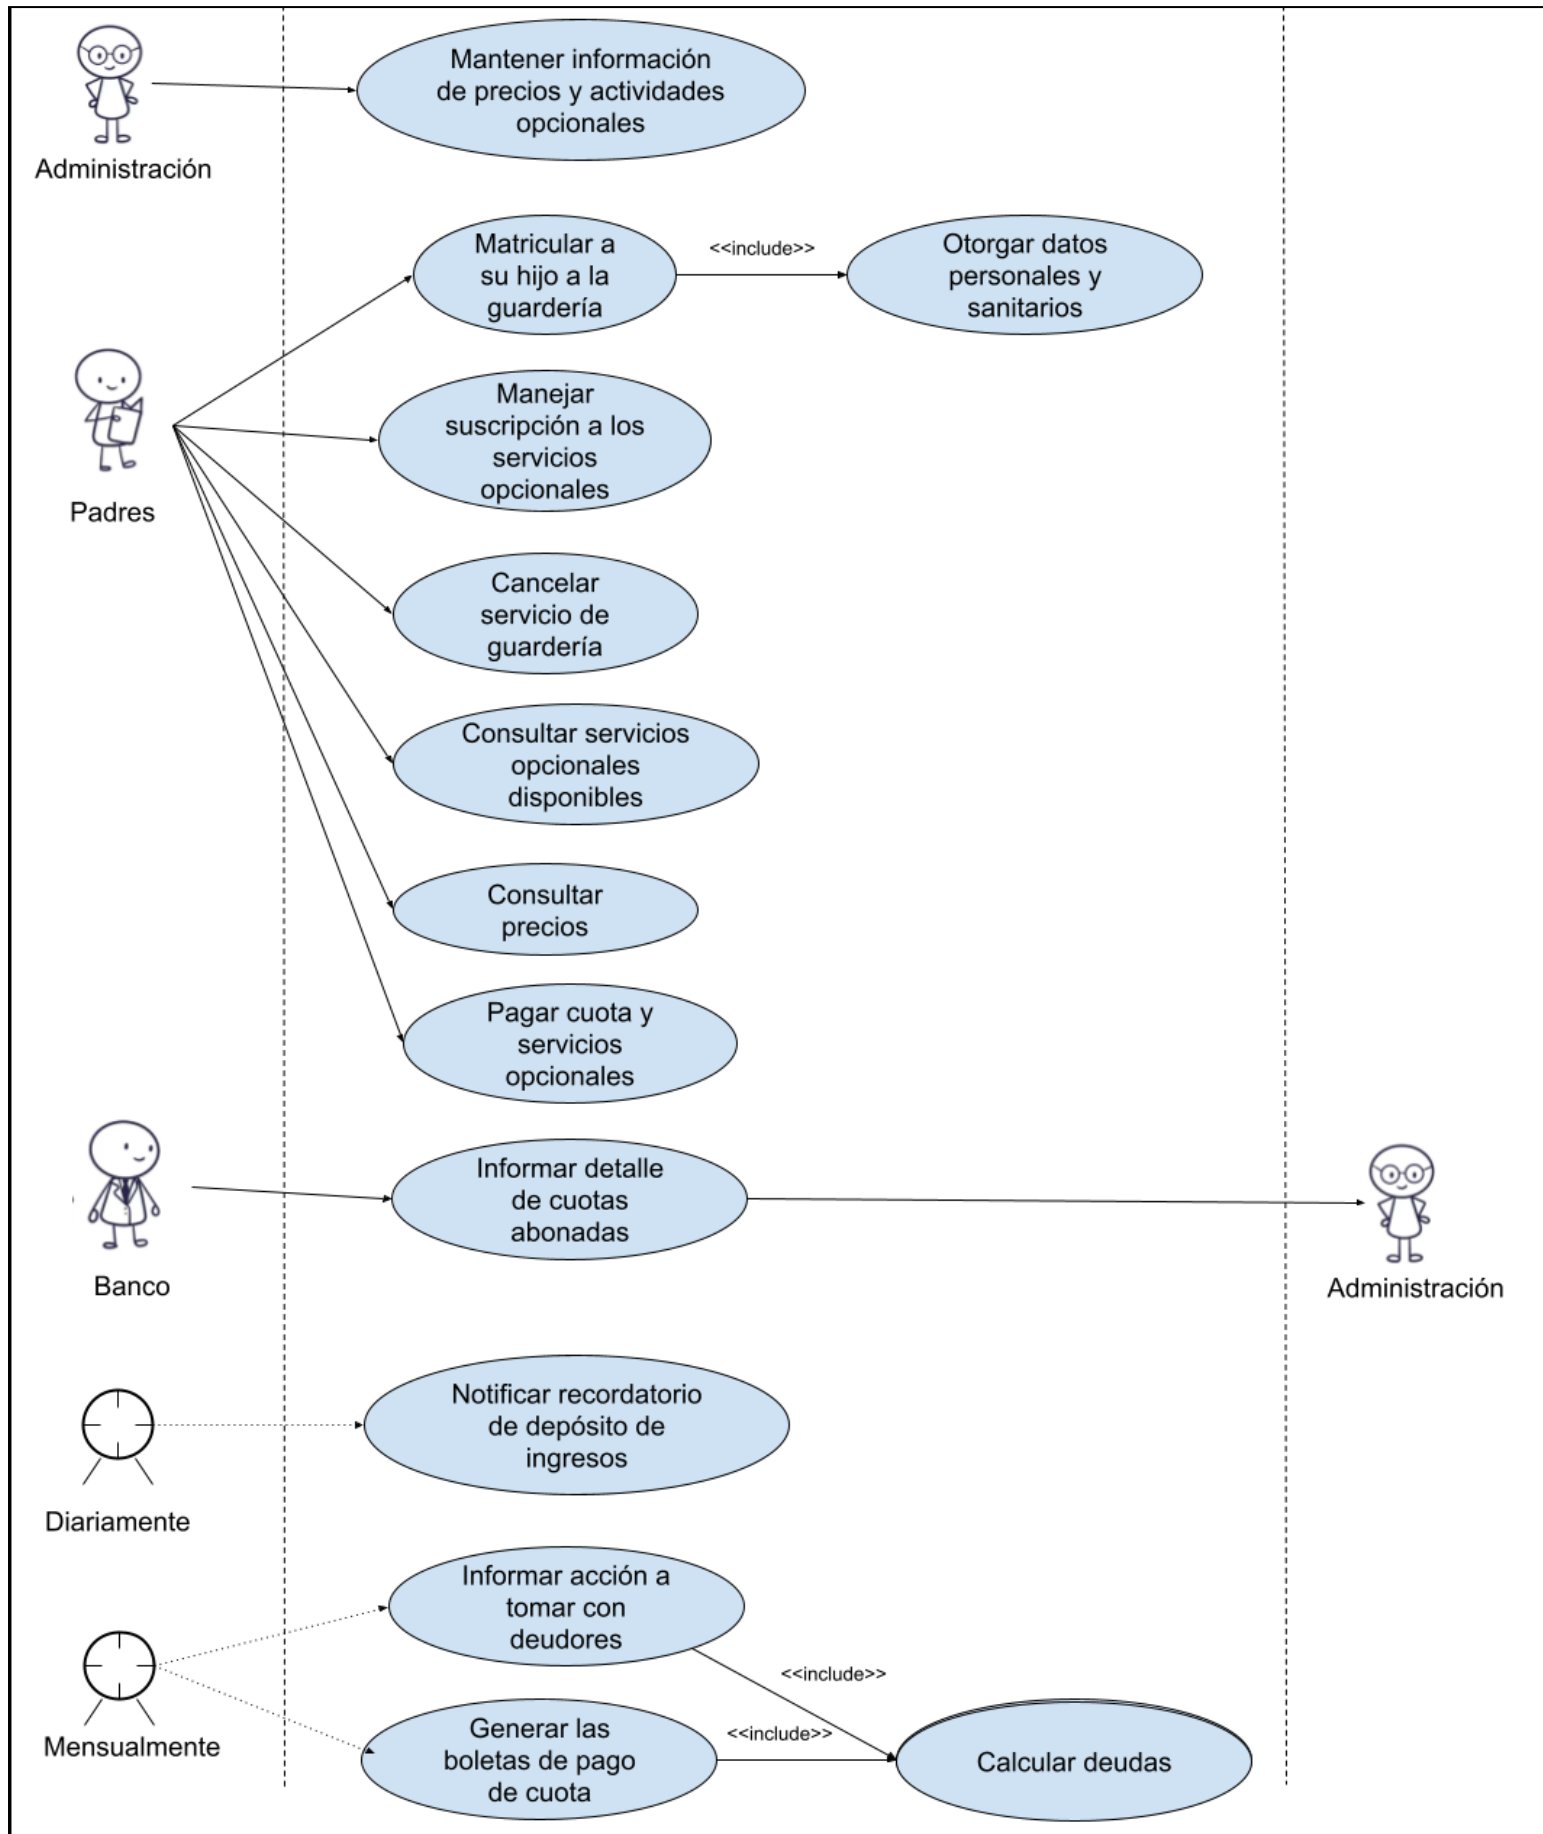 Mantener información
de precios y actividades
opcionales
Administración
Matricular a
su hijo a la
guardería
<<include>>
Otorgar datos
personales y
sanitarios
Manejar
suscripción a los
servicios
opcionales
Padres
Cancelar
servicio de
guardería
Consultar servicios
opcionales
disponibles
Consultar
precios
Pagar cuota y
servicios
opcionales
Informar detalle
de cuotas
abonadas
Banco
Administración
Notificar recordatorio
de depósito de
ingresos
Diariamente
Informar acción a
tomar con
deudores
<<include>>
Mensualmente
Generar las
boletas de pago
de cuota
<<include>>
Calcular deudas